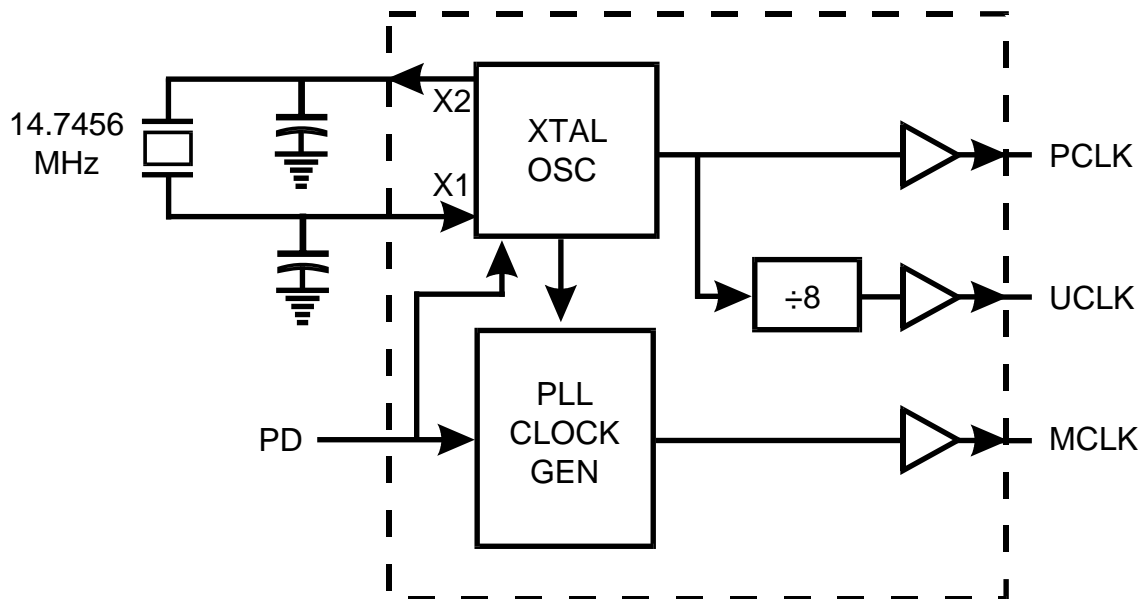 14.7456
MHz
X2
X1
XTAL
OSC
PCLK
÷8
UCLK
PD
PLL
CLOCK
GEN
MCLK